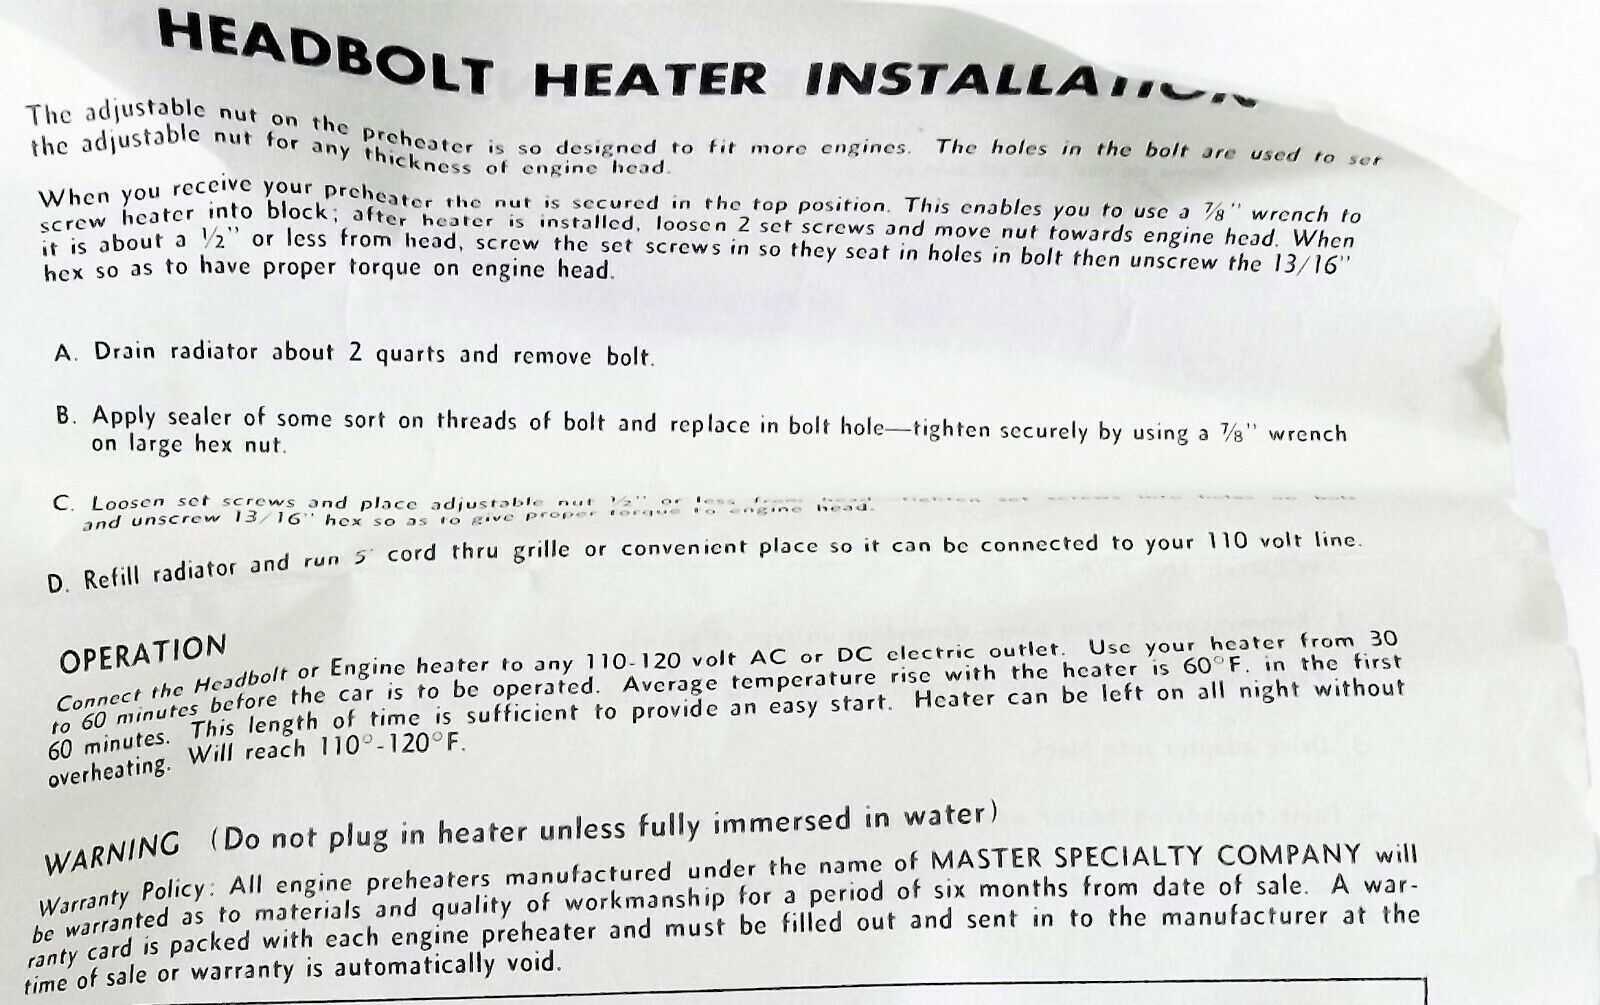 HEADBOLT HEATER INSTALLATION
The adjustable nut on the preheater is so designed to fit more engines. The holes in the bolt are used to set
the adjustable nut for any thickness of engine head.
When you receive your preheater the nut is secured in the top position. This enables you to use a 7/8" wrench to
screw heater into block; after heater is installed, loosen 2 set screws and move nut towards engine head. When
it is about a 1/2" or less from head, screw the set screws in so they seat in holes in bolt then unscrew the 13/16"
hex so as to have proper torque on engine head.
A. Drain radiator about 2 quarts and remove bolt.
B. Apply sealer of some sort on threads of bolt and replace in bolt hole—tighten securely by using a 7/8" wrench
on large hex nut.
C. Loosen set screws and place adjustable nut 1/2" or less from head tighten set screws into holes
and unscrew 13/16" hex so as to give proper torque to engine head.
D. Refill radiator and run 5' cord thru grille or convenient place so it can be connected to your 110 volt line.
OPERATION
Connect the Headbolt or Engine heater to any 110-120 volt AC or DC electric outlet. Use your heater from 30
to 60 minutes before the car is to be operated. Average temperature rise with the heater is 60°F. in the first
60 minutes. This length of time is sufficient to provide an easy start. Heater can be left on all night without
overheating. Will reach 110°-120°F.
WARNING (Do not plug in heater unless fully immersed in water)
Warranty Policy: All engine preheaters manufactured under the name of MASTER SPECIALTY COMPANY will
be warranted as to materials and quality of workmanship for a period of six months from date of sale. A war-
ranty card is packed with each engine preheater and must be filled out and sent in to the manufacturer at the
time of sale or warranty is automatically void.